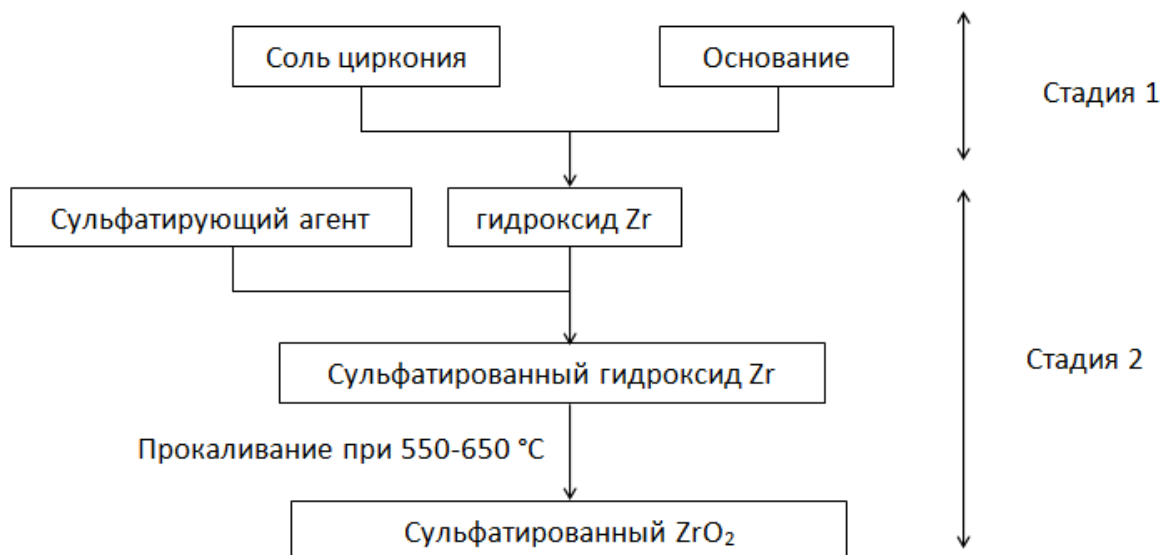 Соль циркония
Основание
Стадия 1
Сульфатирующий агент
гидроксид Zr
Сульфатированный гидроксид Zr
Стадия 2
Прокаливание при 550-650 °C
Сульфатированный ZrO₂